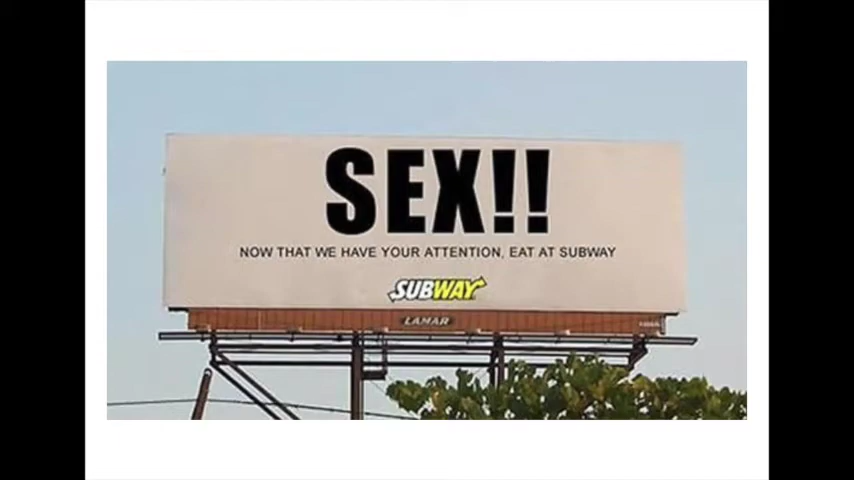 SEX!!
NOW THAT WE HAVE YOUR ATTENTION, EAT AT SUBWAY
SUBWAY
LAMAR